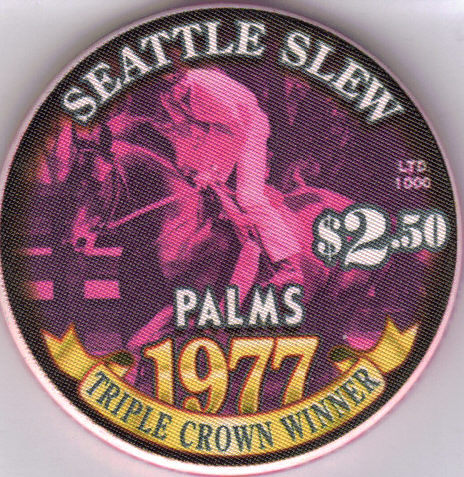 SEATTLE SLEW
LTD.
1000
$2.50
PALMS
1977
TRIPLE CROWN WINNER